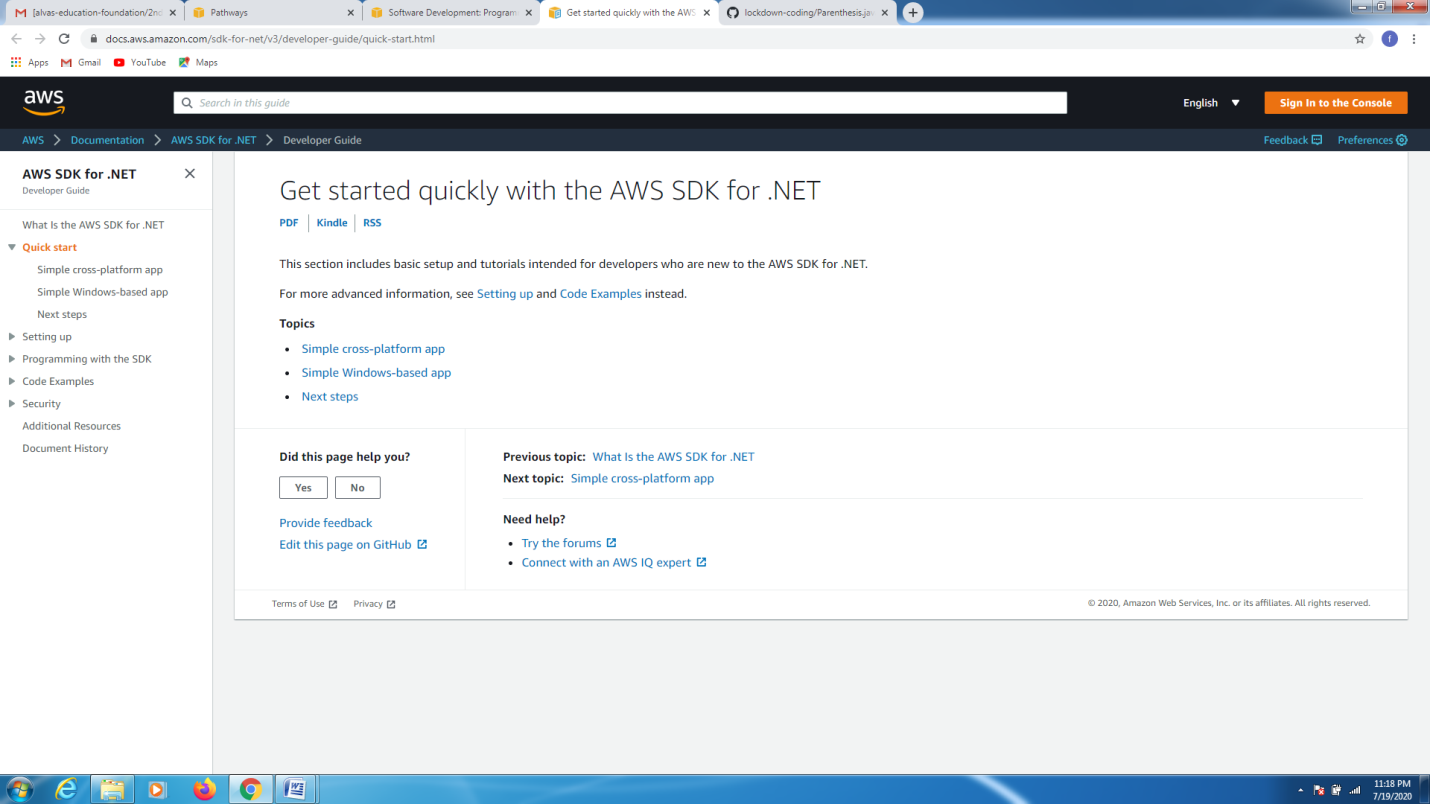 [alvas-education-foundation/2nd
Pathways
Software Development: Program
Get started quickly with the AWS
lockdown-coding/Parenthesis.jav
docs.aws.amazon.com/sdk-for-net/v3/developer-guide/quick-start.html
f
Apps
Gmail
YouTube
Maps
aws
Search in this guide
English
Sign In to the Console
AWS
Documentation
AWS SDK for .NET
Developer Guide
Feedback
Preferences
AWS SDK for .NET
Developer Guide
What Is the AWS SDK for .NET
Quick start
Simple cross-platform app
Simple Windows-based app
Next steps
Setting up
Programming with the SDK
Code Examples
Security
Additional Resources
Document History
Get started quickly with the AWS SDK for .NET
PDF
Kindle
RSS
This section includes basic setup and tutorials intended for developers who are new to the AWS SDK for .NET.
For more advanced information, see Setting up and Code Examples instead.
Topics
Simple cross-platform app
Simple Windows-based app
Next steps
Did this page help you?
Yes
No
Provide feedback
Edit this page on GitHub
Previous topic: What Is the AWS SDK for .NET
Next topic: Simple cross-platform app
Need help?
Try the forums
Connect with an AWS IQ expert
Terms of Use
Privacy
© 2020, Amazon Web Services, Inc. or its affiliates. All rights reserved.
11:18 PM
7/19/2020